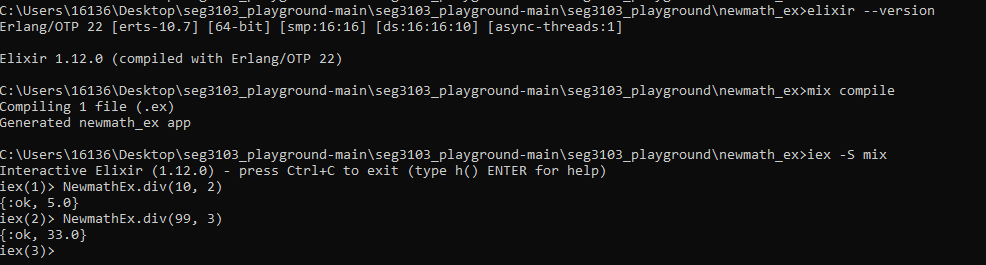 C:\Users\16136\Desktop\seg3103_playground-main\seg3103_playground-main\seg3103_playground\newmath_ex>elixir --version
Erlang/OTP 22 [erts-10.7] [64-bit] [smp:16:16] [ds:16:16:10] [async-threads:1]
Elixir 1.12.0 (compiled with Erlang/OTP 22)
C:\Users\16136\Desktop\seg3103_playground-main\seg3103_playground-main\seg3103_playground\newmath_ex>mix compile
Compiling 1 file (.ex)
Generated newmath_ex app
C:\Users\16136\Desktop\seg3103_playground-main\seg3103_playground-main\seg3103_playground\newmath_ex>iex -S mix
Interactive Elixir (1.12.0) - press Ctrl+C to exit (type h() ENTER for help)
iex(1)> NewmathEx.div(10, 2)
{:ok, 5.0}
iex(2)> NewmathEx.div(99, 3)
{:ok, 33.0}
iex(3)>